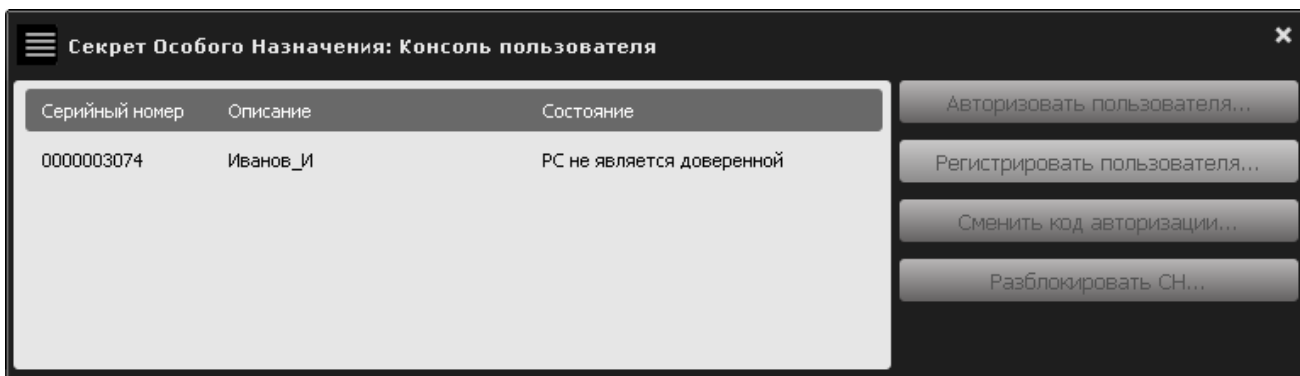 Секрет Особого Назначения: Консоль пользователя
Серийный номер Описание Состояние
0000003074 Иванов_И РС не является доверенной
Авторизовать пользователя...
Регистрировать пользователя...
Сменить код авторизации...
Разблокировать СН...